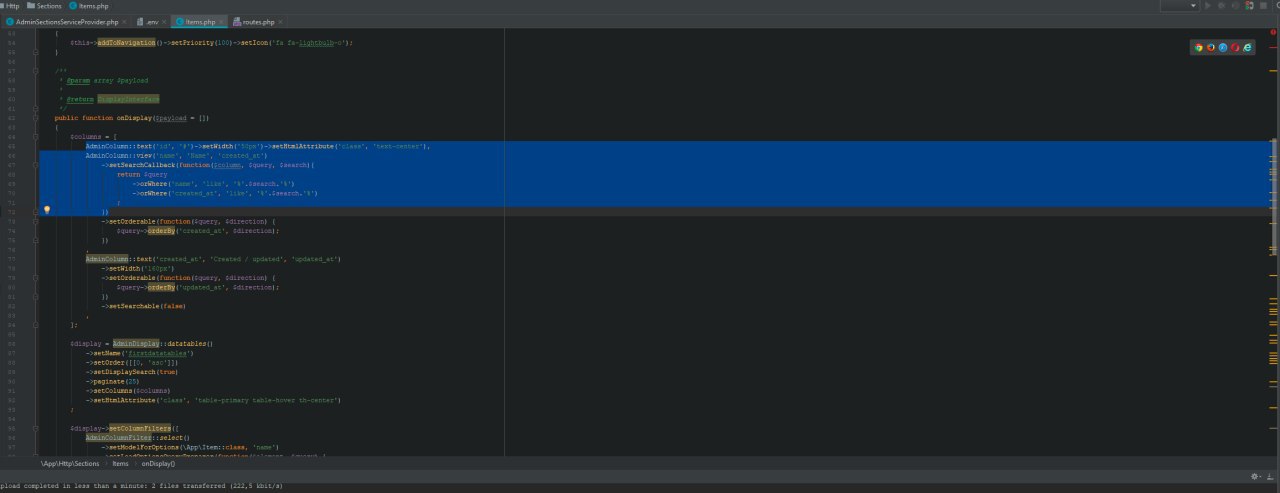 Http Sections Items.php
AdminSectionsServiceProvider.php × .env × Items.php × routes.php ×
53 {
54 $this->addToNavigation()->setPriority(100)->setIcon('fa fa-lightbulb-o');
55 }
56
57 /**
58 * @param array $payload
59 *
60 * @return DisplayInterface
61 */
62 public function onDisplay($payload = [])
63 {
64 $columns = [
65 AdminColumn::text('id', '#')->setWidth('50px')->setHtmlAttribute('class', 'text-center'),
66 AdminColumn::view('name', 'Name', 'created_at')
67 ->setSearchCallback(function($column, $query, $search){
68 return $query
69 ->orWhere('name', 'like', '%'.$search.'%')
70 ->orWhere('created_at', 'like', '%'.$search.'%')
71 ;
72 })
73 ->setOrderable(function($query, $direction) {
74 $query->orderBy('created_at', $direction);
75 })
76 ,
77 AdminColumn::text('created_at', 'Created / updated', 'updated_at')
78 ->setWidth('160px')
79 ->setOrderable(function($query, $direction) {
80 $query->orderBy('updated_at', $direction);
81 })
82 ->setSearchable(false)
83 ,
84 ];
85
86 $display = AdminDisplay::datatables()
87 ->setName('firstdatatables')
88 ->setOrder([[0, 'asc']])
89 ->setDisplaySearch(true)
90 ->paginate(25)
91 ->setColumns($columns)
92 ->setHtmlAttribute('class', 'table-primary table-hover th-center')
93 ;
94
95 $display->setColumnFilters([
96 AdminColumnFilter::select()
97 ->setModelForOptions(\App\Item::class, 'name')
98 ->setLoadOptionsQueryPreparer(function($element, $query) {
\App\Http\Sections Items onDisplay()
pload completed in less than a minute: 2 files transferred (222,5 kbit/s)